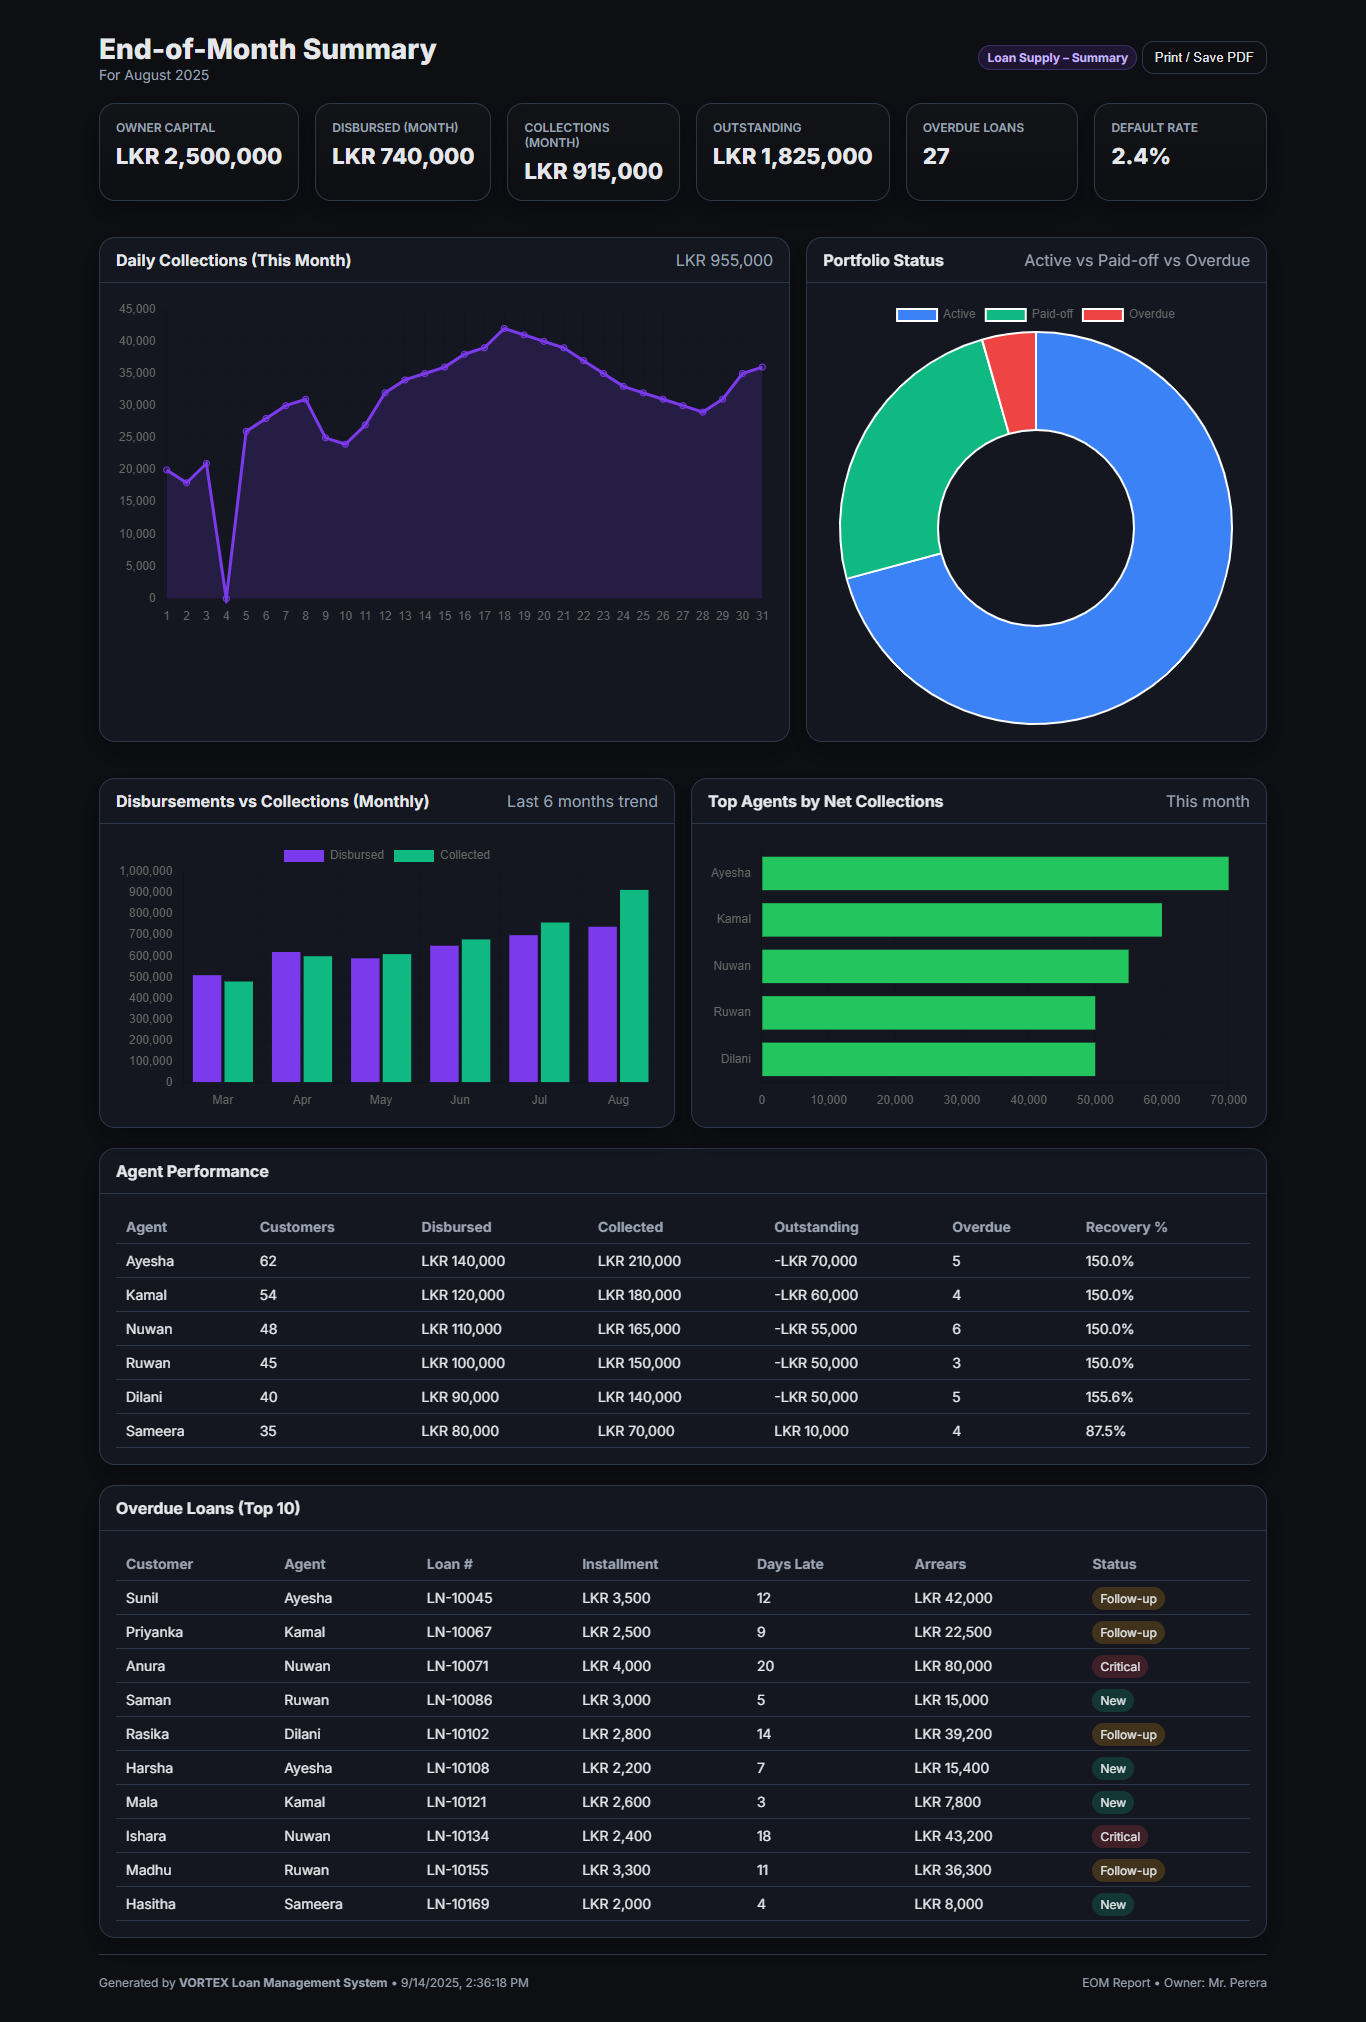 End-of-Month Summary
For August 2025
Loan Supply – Summary
Print / Save PDF
OWNER CAPITAL
LKR 2,500,000
DISBURSED (MONTH)
LKR 740,000
COLLECTIONS
(MONTH)
LKR 915,000
OUTSTANDING
LKR 1,825,000
OVERDUE LOANS
27
DEFAULT RATE
2.4%
Daily Collections (This Month) LKR 955,000
45,000
40,000
35,000
30,000
25,000
20,000
15,000
10,000
5,000
0
1 2 3 4 5 6 7 8 9 10 11 12 13 14 15 16 17 18 19 20 21 22 23 24 25 26 27 28 29 30 31
Portfolio Status Active vs Paid-off vs Overdue
Active Paid-off Overdue
Disbursements vs Collections (Monthly) Last 6 months trend
Disbursed Collected
1,000,000
900,000
800,000
700,000
600,000
500,000
400,000
300,000
200,000
100,000
0
Mar Apr May Jun Jul Aug
Top Agents by Net Collections This month
Ayesha
Kamal
Nuwan
Ruwan
Dilani
0 10,000 20,000 30,000 40,000 50,000 60,000 70,000
Agent Performance
Agent Customers Disbursed Collected Outstanding Overdue Recovery %
Ayesha 62 LKR 140,000 LKR 210,000 -LKR 70,000 5 150.0%
Kamal 54 LKR 120,000 LKR 180,000 -LKR 60,000 4 150.0%
Nuwan 48 LKR 110,000 LKR 165,000 -LKR 55,000 6 150.0%
Ruwan 45 LKR 100,000 LKR 150,000 -LKR 50,000 3 150.0%
Dilani 40 LKR 90,000 LKR 140,000 -LKR 50,000 5 155.6%
Sameera 35 LKR 80,000 LKR 70,000 LKR 10,000 4 87.5%
Overdue Loans (Top 10)
Customer Agent Loan # Installment Days Late Arrears Status
Sunil Ayesha LN-10045 LKR 3,500 12 LKR 42,000 Follow-up
Priyanka Kamal LN-10067 LKR 2,500 9 LKR 22,500 Follow-up
Anura Nuwan LN-10071 LKR 4,000 20 LKR 80,000 Critical
Saman Ruwan LN-10086 LKR 3,000 5 LKR 15,000 New
Rasika Dilani LN-10102 LKR 2,800 14 LKR 39,200 Follow-up
Harsha Ayesha LN-10108 LKR 2,200 7 LKR 15,400 New
Mala Kamal LN-10121 LKR 2,600 3 LKR 7,800 New
Ishara Nuwan LN-10134 LKR 2,400 18 LKR 43,200 Critical
Madhu Ruwan LN-10155 LKR 3,300 11 LKR 36,300 Follow-up
Hasitha Sameera LN-10169 LKR 2,000 4 LKR 8,000 New
Generated by VORTEX Loan Management System • 9/14/2025, 2:36:18 PM
EOM Report • Owner: Mr. Perera